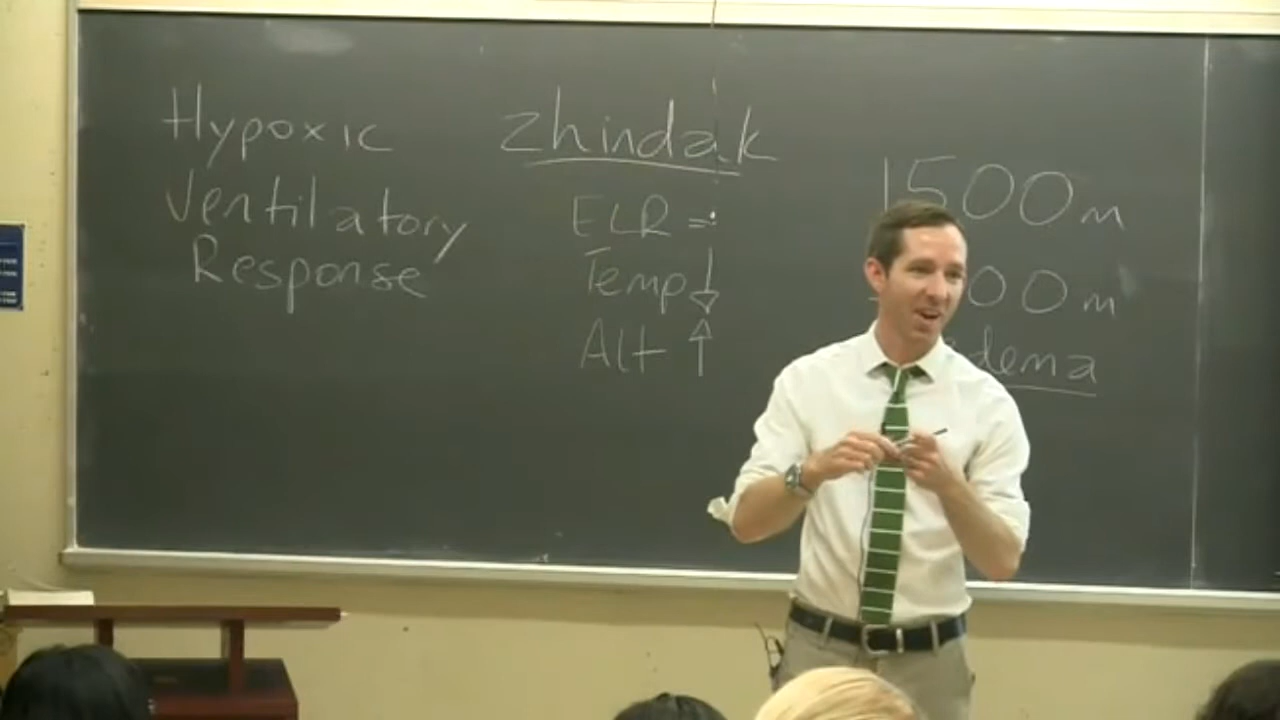 Hypoxic
Ventilatory
Response
Zhindak
ELR =
Temp ↓
Alt ↑
1500 m
00 m
dema